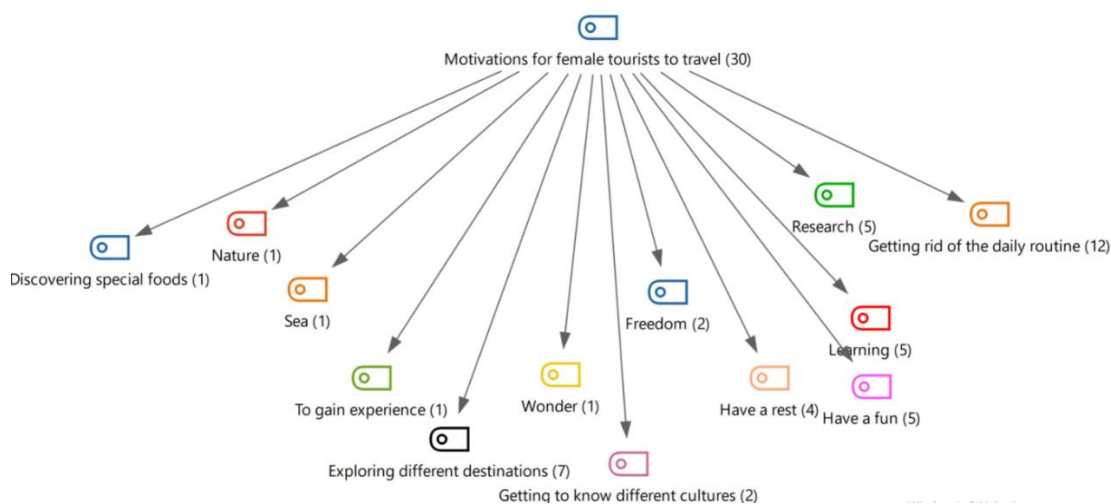 Motivations for female tourists to travel (30)
Research (5)
Getting rid of the daily routine (12)
Nature (1)
Discovering special foods (1)
Sea (1)
Freedom (2)
Learning (5)
To gain experience (1)
Wonder (1)
Have a rest (4)
Have a fun (5)
Exploring different destinations (7)
Getting to know different cultures (2)